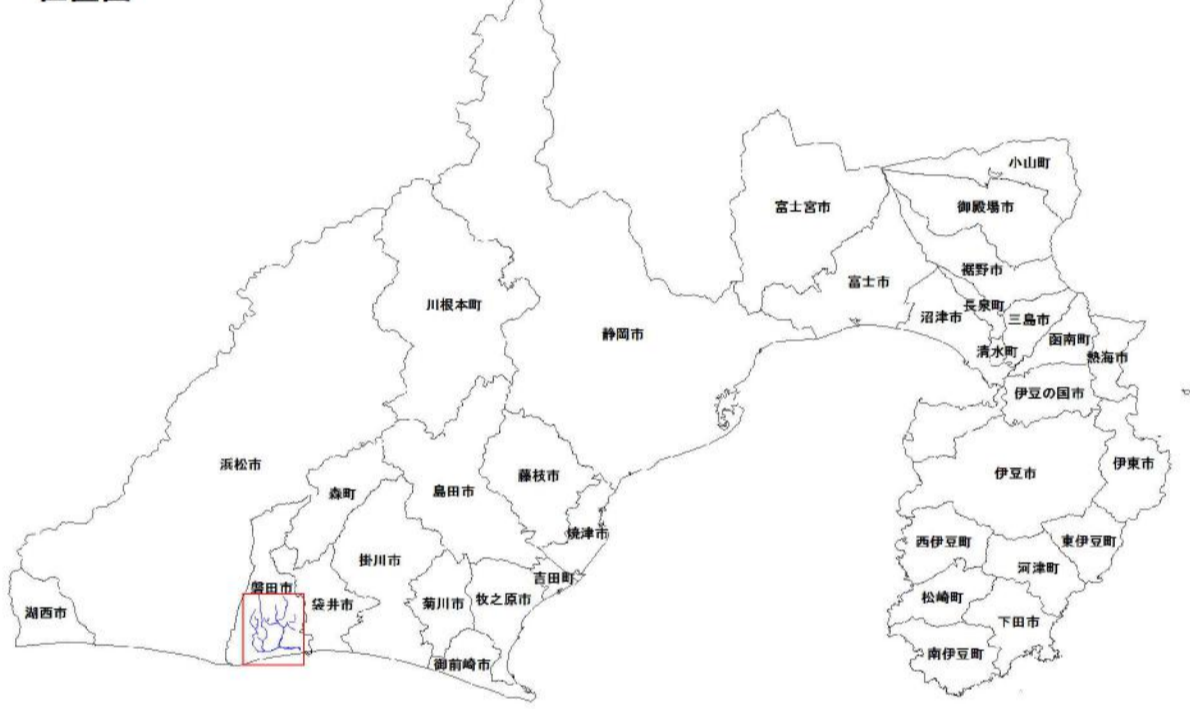 小山町
富士宮市
御殿場市
裾野市
富士市
川根本町
長泉町
沼津市
三島市
静岡市
函南町
清水町
熱海市
伊豆の国市
浜松市
伊東市
伊豆市
藤枝市
島田市
森町
焼津市
西伊豆町
東伊豆町
掛川市
河津町
吉田町
磐田市
松崎町
牧之原市
菊川市
袋井市
湖西市
下田市
南伊豆町
御前崎市